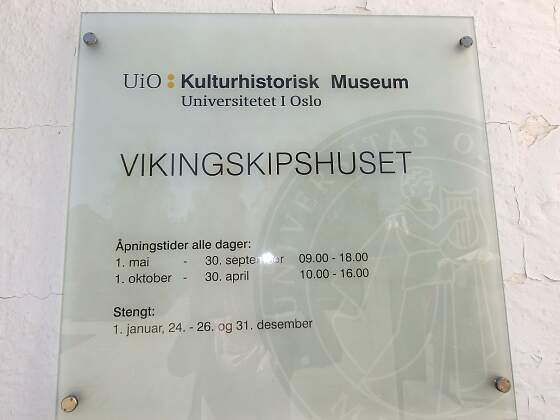 UiO : Kulturhistorisk Museum
Universitetet I Oslo
VIKINGSKIPSHUSET
Åpningstider alle dager:
1. mai - 30. september 09.00 - 18.00
1. oktober - 30. april 10.00 - 16.00
Stengt:
1. januar, 24. - 26. og 31. desember